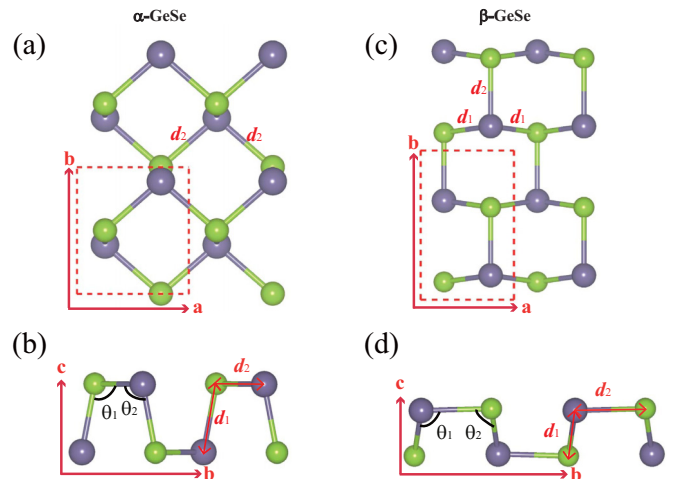 α-GeSe
β-GeSe
(a)
d2
d2
b
a
(c)
d2
d1
d1
b
a
(b)
c
θ1
θ2
d1
d2
b
(d)
c
θ1
θ2
d1
d2
b